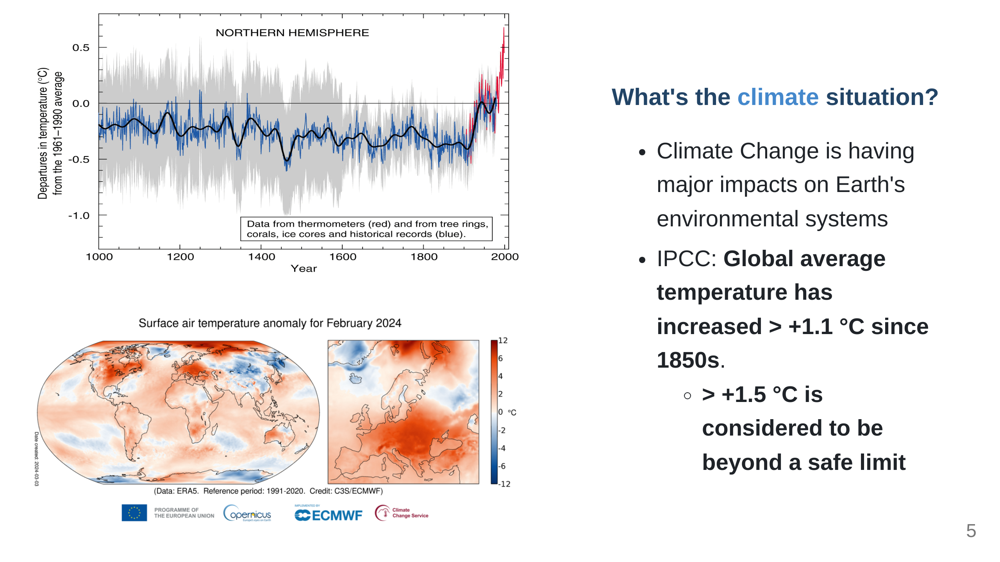 NORTHERN HEMISPHERE
0.5
0.0
-0.5
-1.0
Departures in temperature (°C)
from the 1961–1990 average
Data from thermometers (red) and from tree rings,
corals, ice cores and historical records (blue).
1000 1200 1400 1600 1800 2000
Year
Surface air temperature anomaly for February 2024
12
6
4
2
0 °C
-2
-4
-6
-12
Date created: 2024-03-03
(Data: ERA5. Reference period: 1991-2020. Credit: C3S/ECMWF)
PROGRAMME OF
THE EUROPEAN UNION
opernicus
Europe's eyes on Earth
IMPLEMENTED BY
ECMWF
Climate
Change Service
What's the climate situation?
• Climate Change is having
major impacts on Earth's
environmental systems
• IPCC: Global average
temperature has
increased > +1.1 °C since
1850s.
○ > +1.5 °C is
considered to be
beyond a safe limit
5